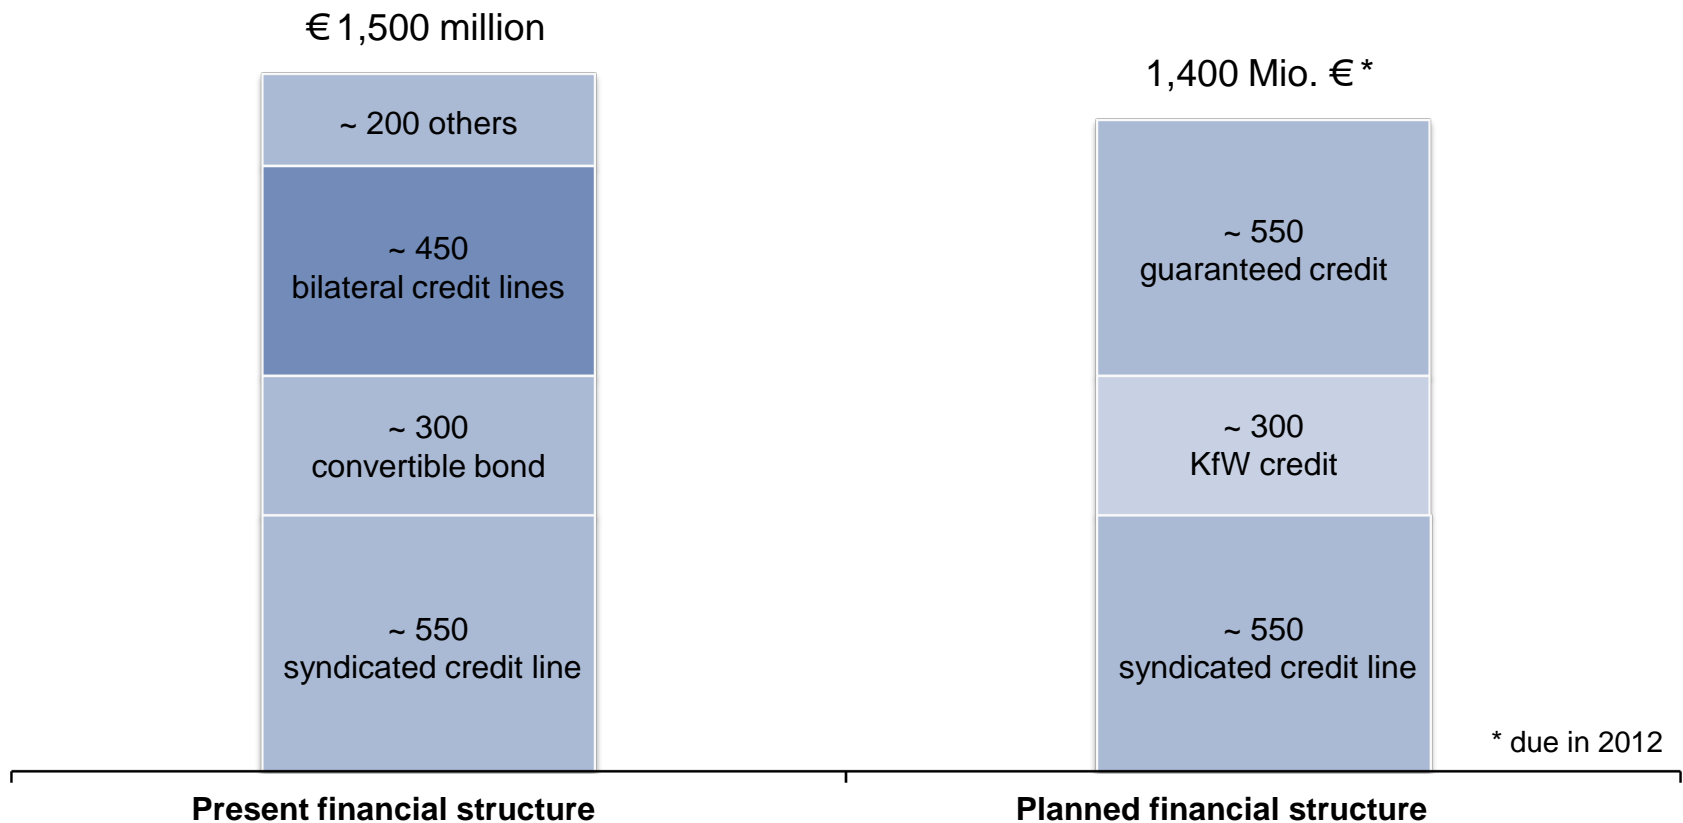 € 1,500 million
~ 200 others
~ 450
bilateral credit lines
~ 300
convertible bond
~ 550
syndicated credit line
Present financial structure
1,400 Mio. € *
~ 550
guaranteed credit
~ 300
KfW credit
~ 550
syndicated credit line
* due in 2012
Planned financial structure